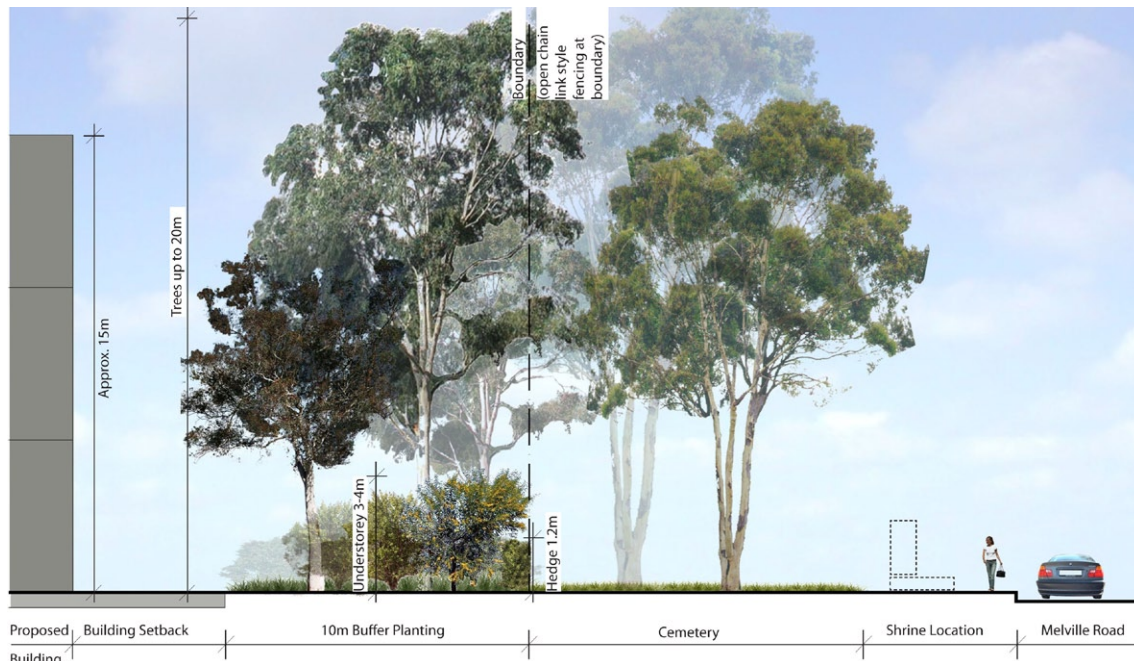 Boundary
(open chain
link style
fencing at
boundary)
Trees up to 20m
Approx. 15m
Understorey 3-4m
Hedge 1.2m
Proposed
Building
Building Setback
10m Buffer Planting
Cemetery
Shrine Location
Melville Road